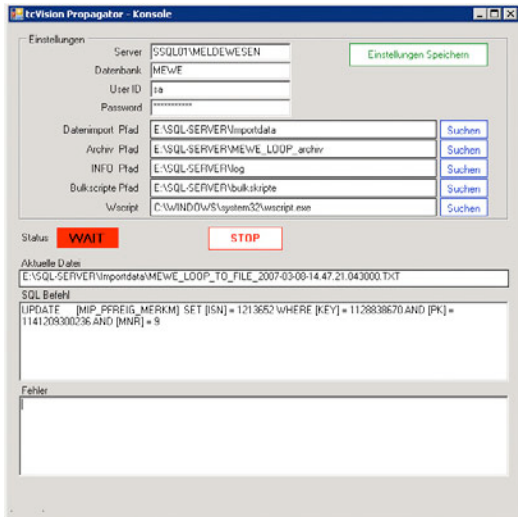 tcVision Propagator - Konsole
Einstellungen
Server SSQL01\MELDEWESEN
Einstellungen Speichern
Datenbank MEWE
User ID sa
Password **********
Datenimport Pfad E:\SQL-SERVER\Importdata Suchen
Archiv Pfad E:\SQL-SERVER\MEWE_LOOP_archiv Suchen
INFO Pfad E:\SQL-SERVER\log Suchen
Bulkscripte Pfad E:\SQL-SERVER\bulkskripte Suchen
Wscript C:\WINDOWS\system32\wscript.exe Suchen
Status WAIT STOP
Aktuelle Datei
E:\SQL-SERVER\Importdata\MEWE_LOOP_TO_FILE_2007-03-08-14.47.21.043000.TXT
SQL Befehl
UPDATE [MIP_PFREIG_MERKM] SET [ISN] = 1213652 WHERE [KEY] = 1128838670 AND [PK] =
1141209300236 AND [MNR] = 9
Fehler